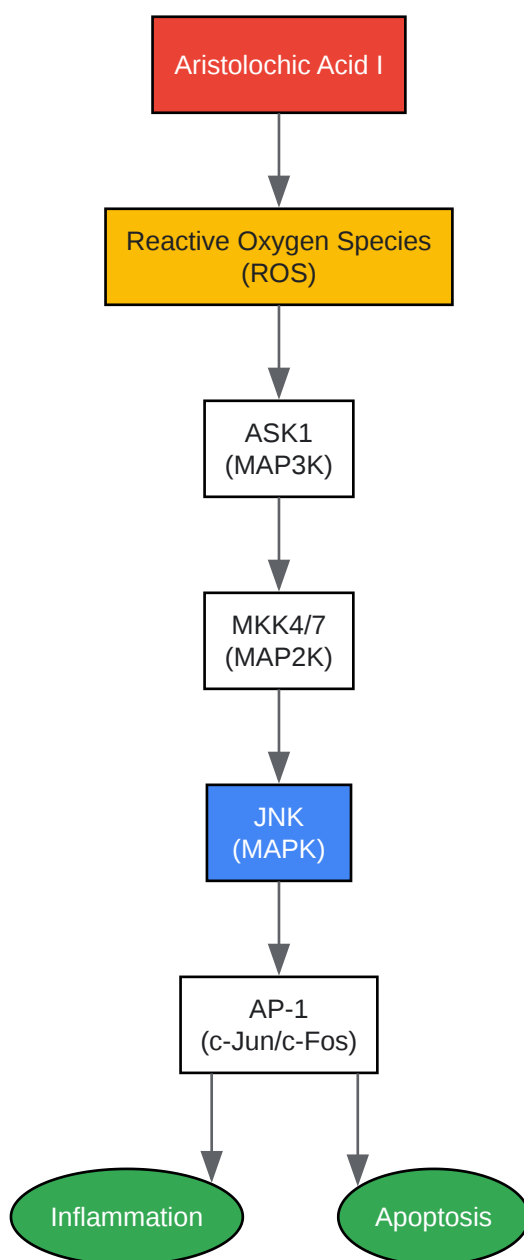 Aristolochic Acid I
Reactive Oxygen Species
(ROS)
ASK1
(MAP3K)
MKK4/7
(MAP2K)
JNK
(MAPK)
AP-1
(c-Jun/c-Fos)
Inflammation
Apoptosis